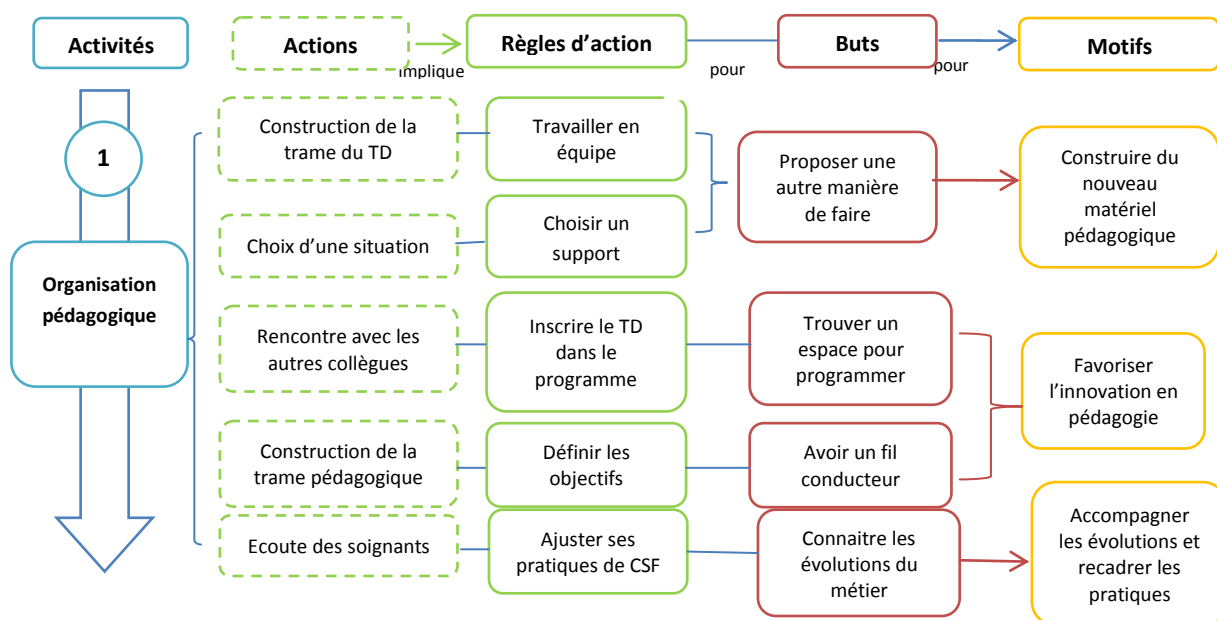 Activités
Actions
Implique
Règles d’action
pour
Buts
pour
Motifs
1
Organisation
pédagogique
Construction de la
trame du TD
Travailler en
équipe
Choix d’une situation
Choisir un
support
Proposer une
autre manière
de faire
Construire du
nouveau
matériel
pédagogique
Rencontre avec les
autres collègues
Inscrire le TD
dans le
programme
Trouver un
espace pour
programmer
Construction de la
trame pédagogique
Définir les
objectifs
Avoir un fil
conducteur
Favoriser
l’innovation en
pédagogie
Ecoute des soignants
Ajuster ses
pratiques de CSF
Connaitre les
évolutions du
métier
Accompagner
les évolutions et
recadrer les
pratiques